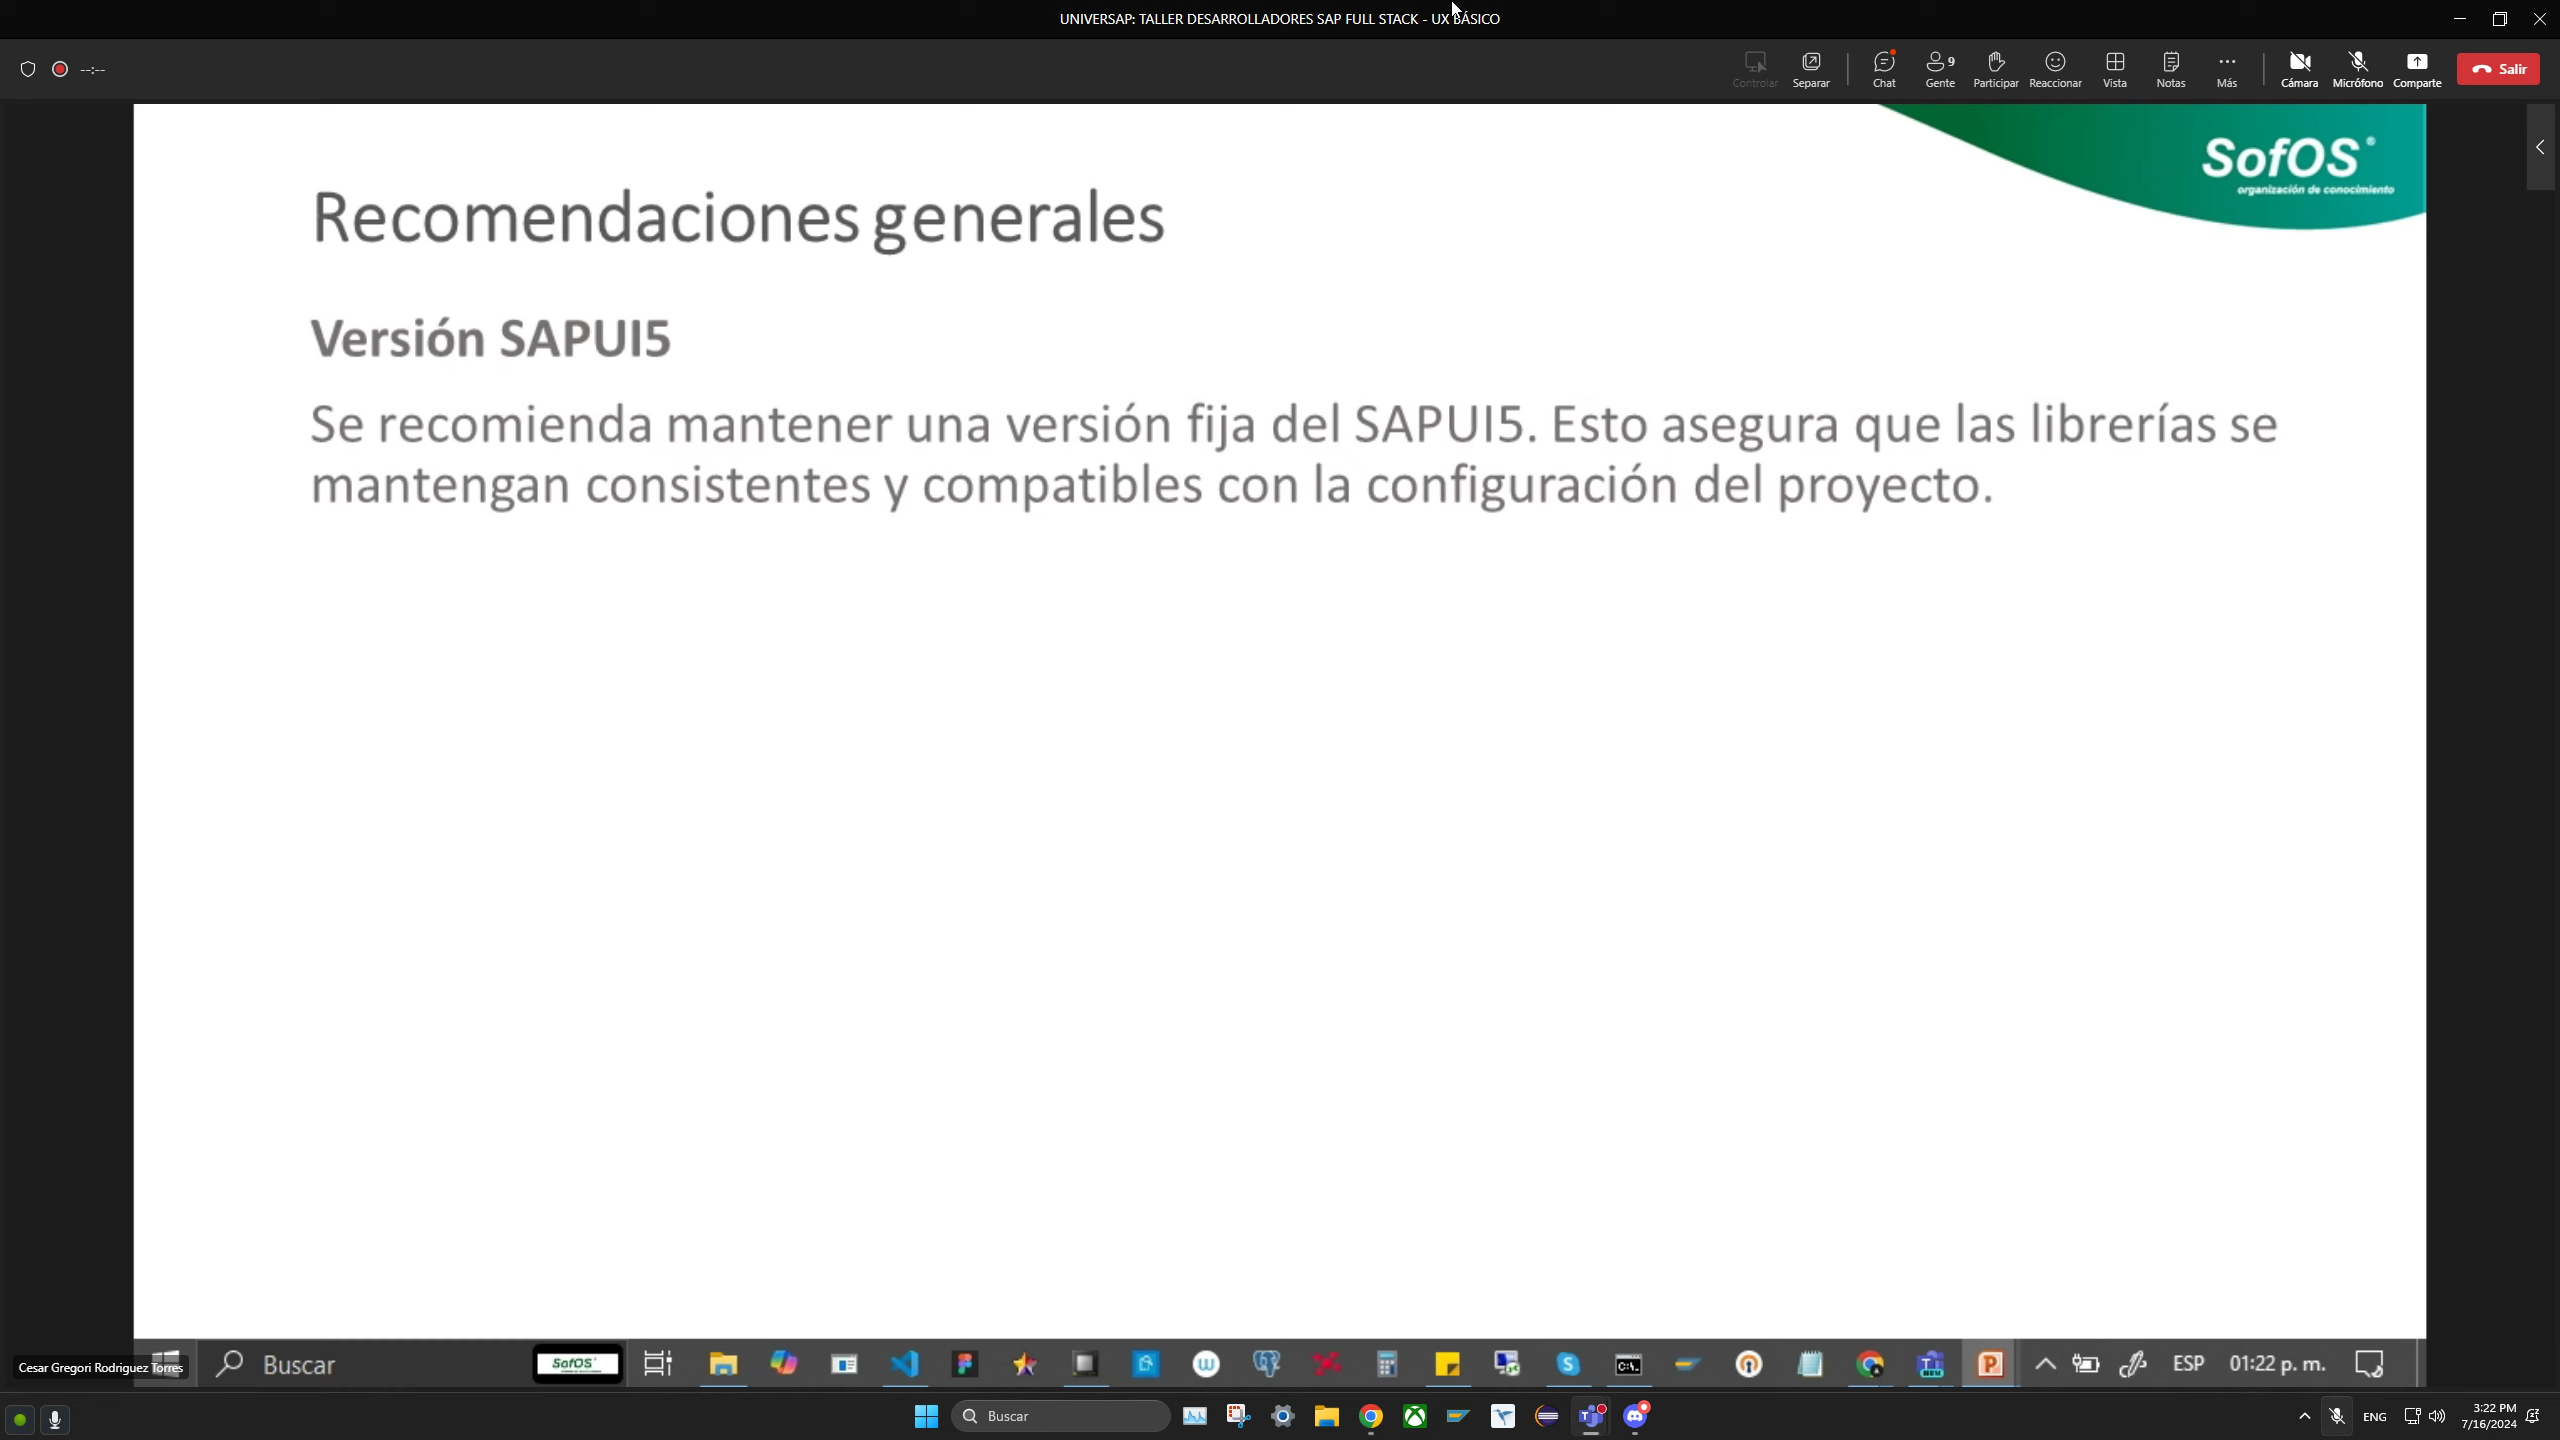 UNIVERSAP: TALLER DESARROLLADORES SAP FULL STACK - UX BÁSICO
--:--
Controlar
Separar
Chat
9
Gente
Participar
Reaccionar
Vista
Notas
Más
Cámara
Micrófono
Comparte
Salir
SofOS®
organización de conocimiento
Recomendaciones generales
Versión SAPUI5
Se recomienda mantener una versión fija del SAPUI5. Esto asegura que las librerías se
mantengan consistentes y compatibles con la configuración del proyecto.
Cesar Gregori Rodriguez Torres
Buscar
SofOS
ESP
01:22 p. m.
Buscar
ENG
3:22 PM
7/16/2024